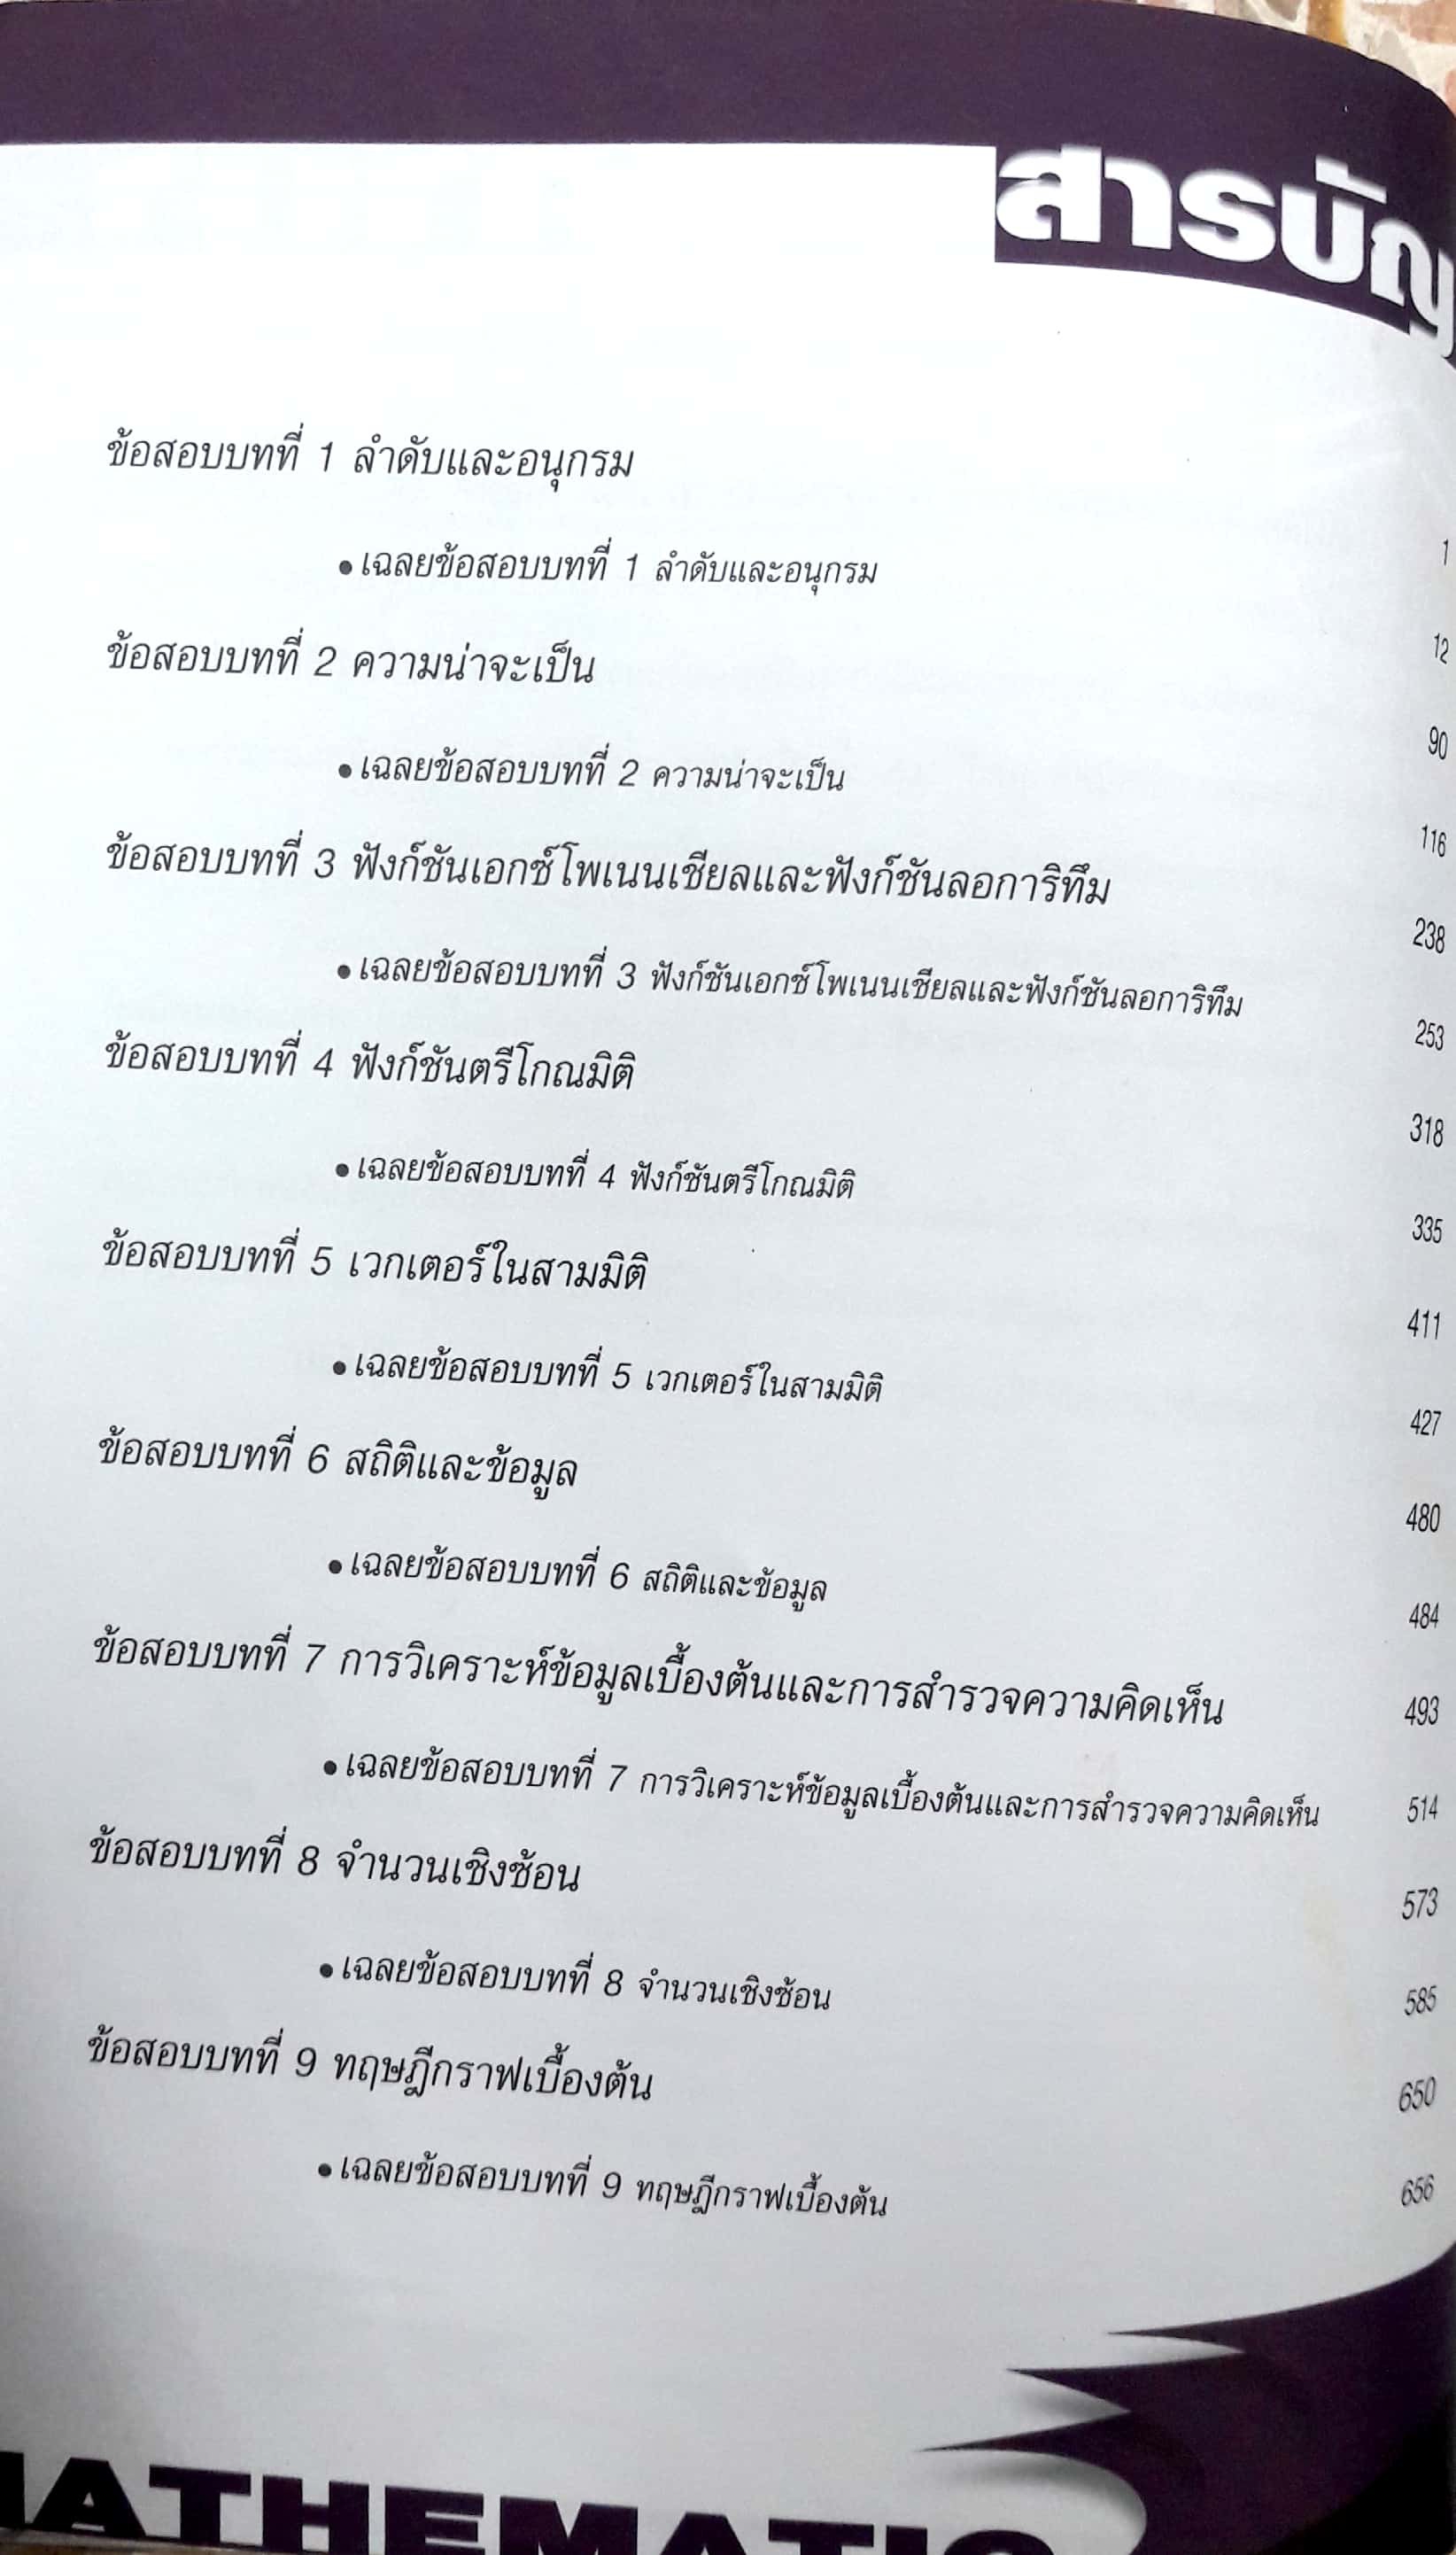 สารบัญ
ข้อสอบบทที่ 1 ลำดับและอนุกรม 1
• เฉลยข้อสอบบทที่ 1 ลำดับและอนุกรม 12
ข้อสอบบทที่ 2 ความน่าจะเป็น 90
• เฉลยข้อสอบบทที่ 2 ความน่าจะเป็น 116
ข้อสอบบทที่ 3 ฟังก์ชันเอกซ์โพเนนเชียลและฟังก์ชันลอการิทึม 238
• เฉลยข้อสอบบทที่ 3 ฟังก์ชันเอกซ์โพเนนเชียลและฟังก์ชันลอการิทึม 253
ข้อสอบบทที่ 4 ฟังก์ชันตรีโกณมิติ 318
• เฉลยข้อสอบบทที่ 4 ฟังก์ชันตรีโกณมิติ 335
ข้อสอบบทที่ 5 เวกเตอร์ในสามมิติ 411
• เฉลยข้อสอบบทที่ 5 เวกเตอร์ในสามมิติ 427
ข้อสอบบทที่ 6 สถิติและข้อมูล 480
• เฉลยข้อสอบบทที่ 6 สถิติและข้อมูล 484
ข้อสอบบทที่ 7 การวิเคราะห์ข้อมูลเบื้องต้นและการสำรวจความคิดเห็น 493
• เฉลยข้อสอบบทที่ 7 การวิเคราะห์ข้อมูลเบื้องต้นและการสำรวจความคิดเห็น 514
ข้อสอบบทที่ 8 จำนวนเชิงซ้อน 573
• เฉลยข้อสอบบทที่ 8 จำนวนเชิงซ้อน 585
ข้อสอบบทที่ 9 ทฤษฎีกราฟเบื้องต้น 650
• เฉลยข้อสอบบทที่ 9 ทฤษฎีกราฟเบื้องต้น 656
MATHEMATIC